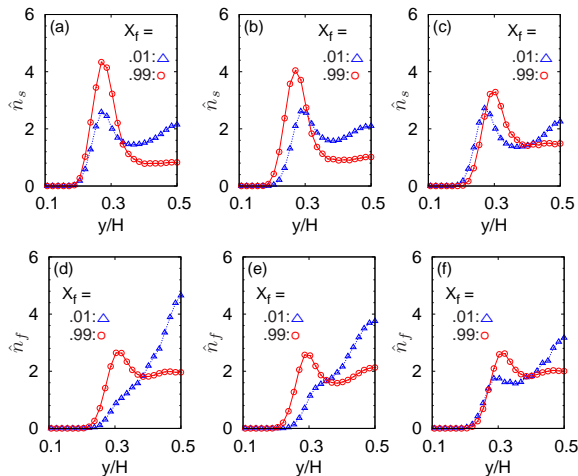 (a) X_f =
.01:△
.99:○
n̂_s
6
4
2
0
0.1 0.3 0.5
y/H
(b) X_f =
.01:△
.99:○
n̂_s
6
4
2
0
0.1 0.3 0.5
y/H
(c) X_f =
.01:△
.99:○
n̂_s
6
4
2
0
0.1 0.3 0.5
y/H
(d)
X_f =
.01:△
.99:○
n̂_f
6
4
2
0
0.1 0.3 0.5
y/H
(e)
X_f =
.01:△
.99:○
n̂_f
6
4
2
0
0.1 0.3 0.5
y/H
(f)
X_f =
.01:△
.99:○
n̂_f
6
4
2
0
0.1 0.3 0.5
y/H